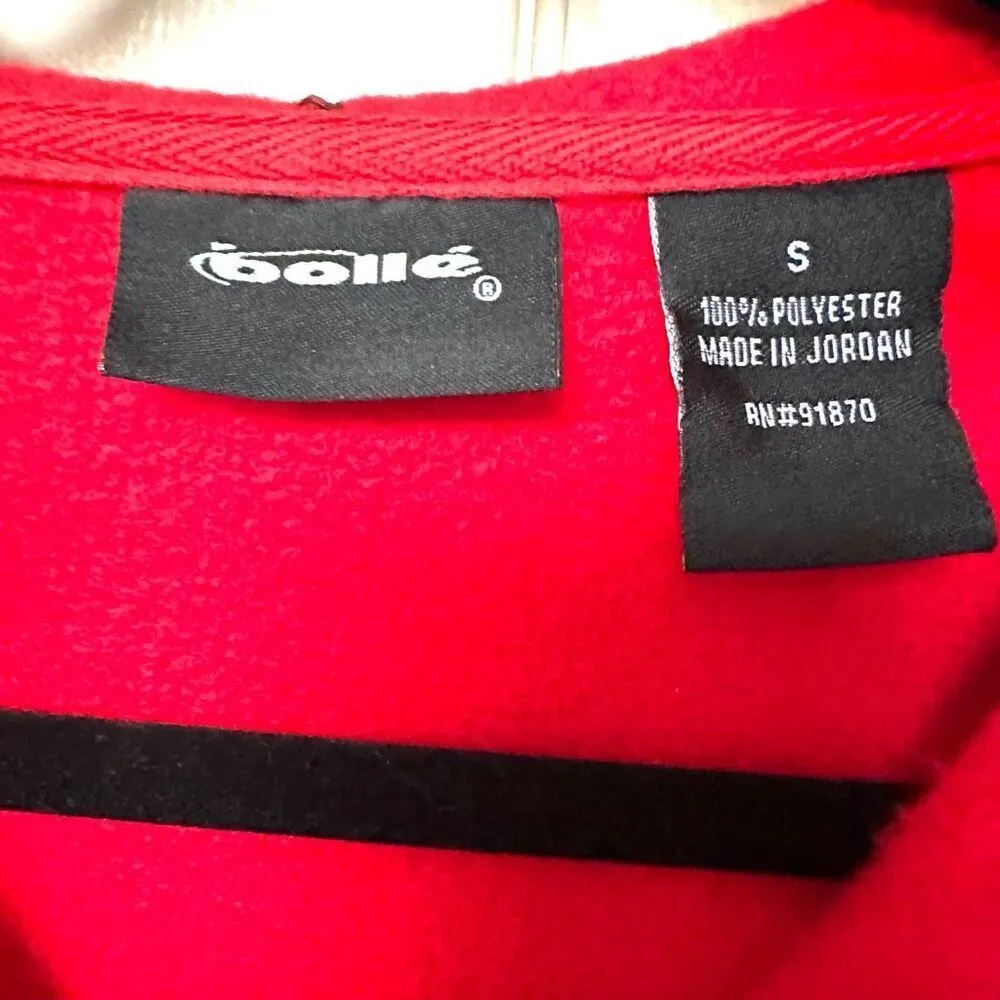 bollé®
S
100% POLYESTER
MADE IN JORDAN
RN#91870